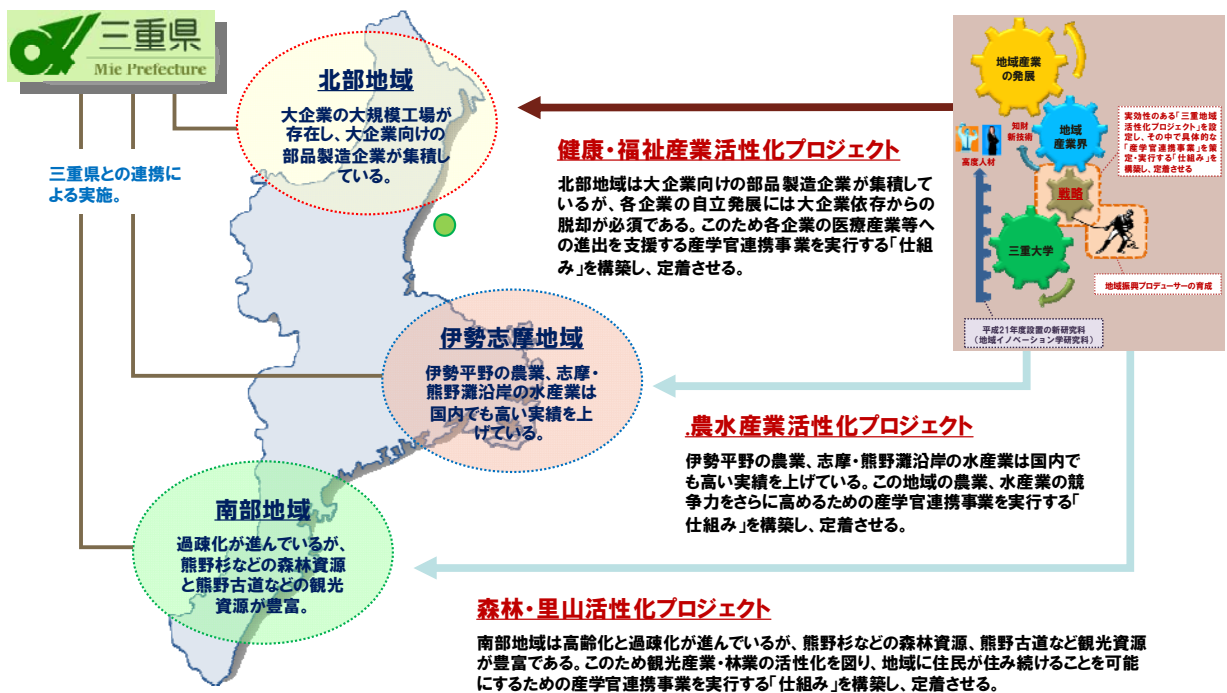 三重県
Mie Prefecture
三重県との連携に
よる実施。
北部地域
大企業の大規模工場が
存在し、大企業向けの
部品製造企業が集積し
ている。
伊勢志摩地域
伊勢平野の農業、志摩・
熊野灘沿岸の水産業は
国内でも高い実績を上
げている。
南部地域
過疎化が進んでいるが、
熊野杉などの森林資源
と熊野古道などの観光
資源が豊富。
健康・福祉産業活性化プロジェクト
北部地域は大企業向けの部品製造企業が集積して
いるが、各企業の自立発展には大企業依存からの
脱却が必須である。このため各企業の医療産業等へ
の進出を支援する産学官連携事業を実行する「仕組
み」を構築し、定着させる。
.農水産業活性化プロジェクト
伊勢平野の農業、志摩・熊野灘沿岸の水産業は国内で
も高い実績を上げている。この地域の農業、水産業の競
争力をさらに高めるための産学官連携事業を実行する「
仕組み」を構築し、定着させる。
森林・里山活性化プロジェクト
南部地域は高齢化と過疎化が進んでいるが、熊野杉などの森林資源、熊野古道など観光資源
が豊富である。このため観光産業・林業の活性化を図り、地域に住民が住み続けることを可能
にするための産学官連携事業を実行する「仕組み」を構築し、定着させる。
地域産業
の発展
知財
新技術
高度人材
地域
産業界
実効性のある「三重地域
活性化プロジェクト」を設
定し、その中で具体的な
「産学官連携事業」を策
定・実行する「仕組み」を
構築し、定着させる
戦略
三重大学
地域振興プロデューサーの育成
平成21年度設置の新研究科
（地域イノベーション学研究科）